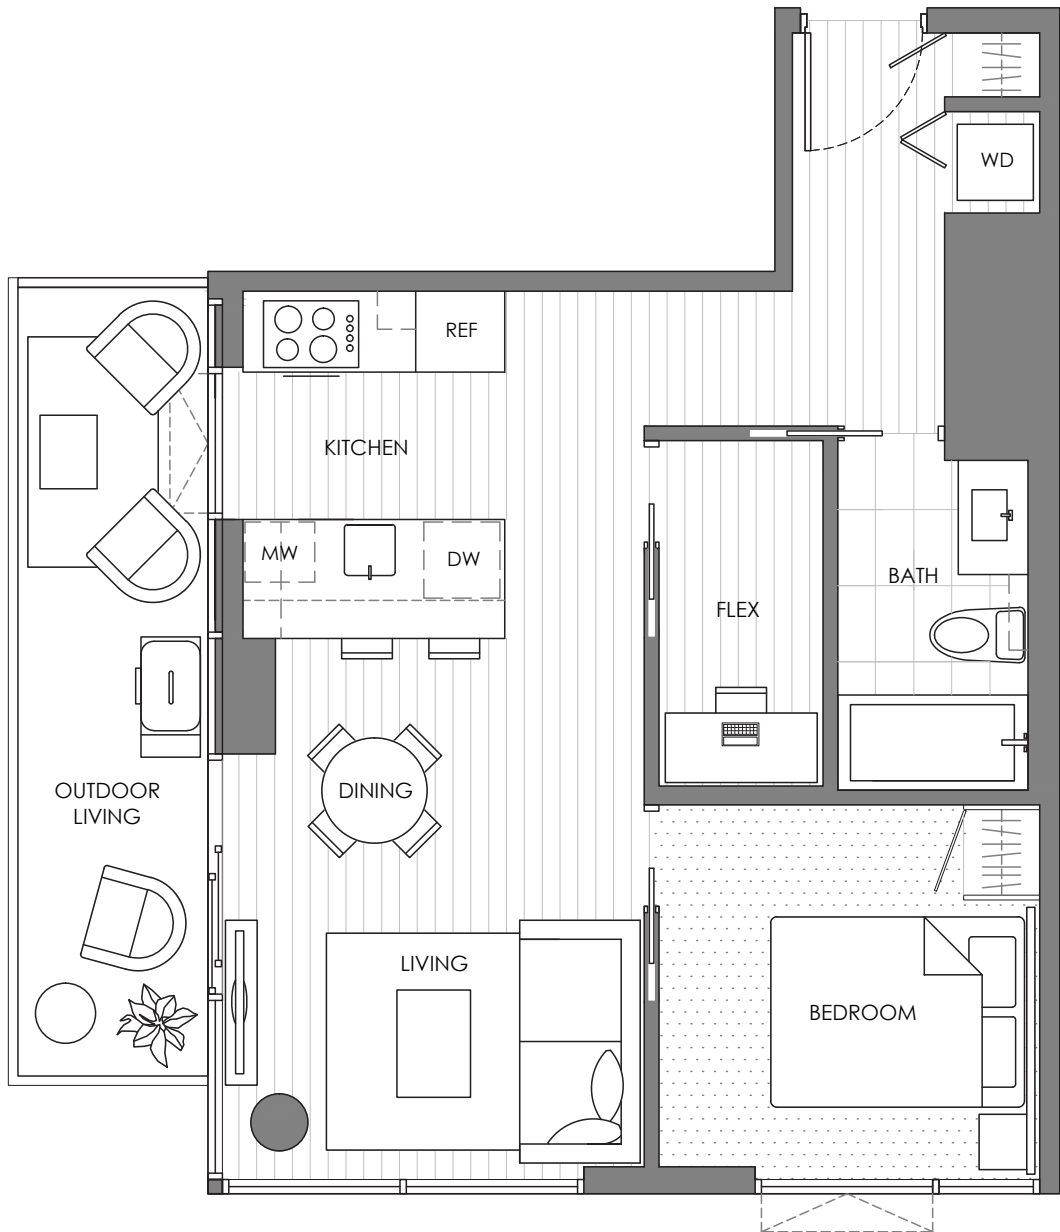 WD
REF
KITCHEN
MW
DW
BATH
FLEX
DINING
OUTDOOR
LIVING
LIVING
BEDROOM